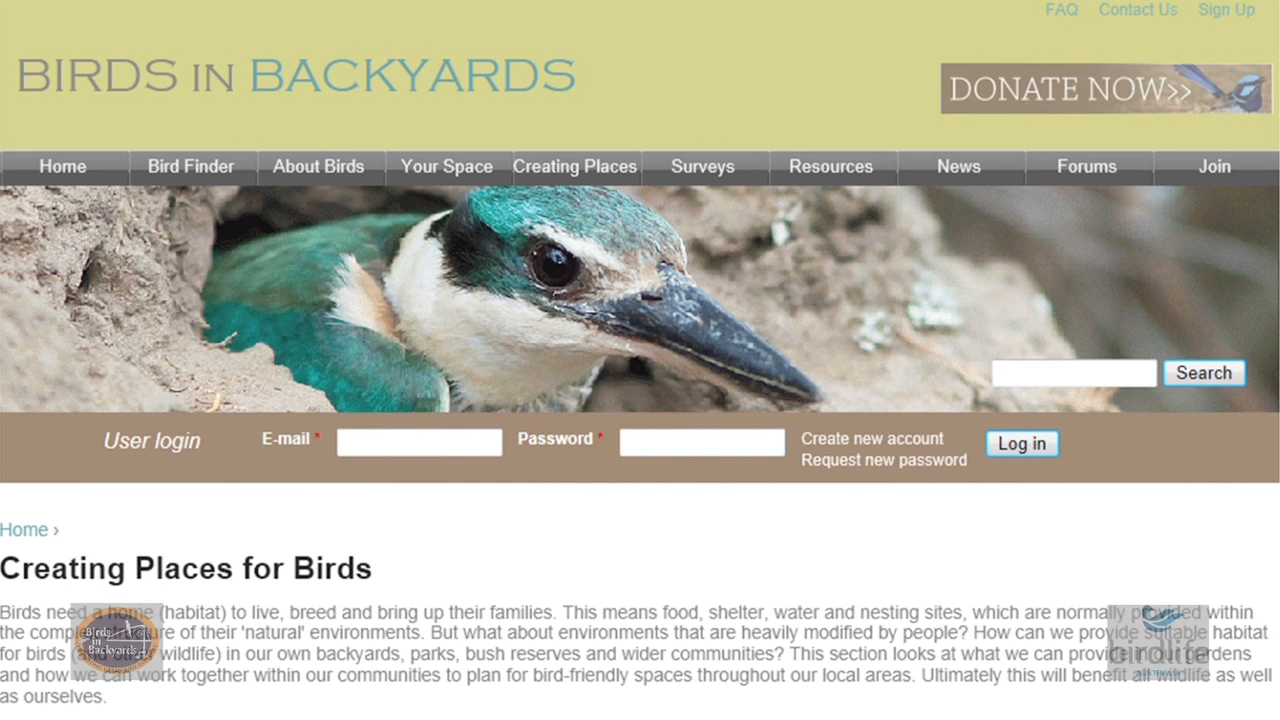 FAQ Contact Us Sign Up
BIRDS IN BACKYARDS
DONATE NOW>>
Home Bird Finder About Birds Your Space Creating Places Surveys Resources News Forums Join
Search
User login E-mail * Password * Create new account Log in
Request new password
Home ›
Creating Places for Birds
Birds need a home (habitat) to live, breed and bring up their families. This means food, shelter, water and nesting sites, which are normally provided within
the complex structure of their 'natural' environments. But what about environments that are heavily modified by people? How can we provide suitable habitat
for birds (and other wildlife) in our own backyards, parks, bush reserves and wider communities? This section looks at what we can provide in our gardens
and how we can work together within our communities to plan for bird-friendly spaces throughout our local areas. Ultimately this will benefit all wildlife as well
as ourselves.
Birds
in
Backyards
birdlife
AUSTRALIA